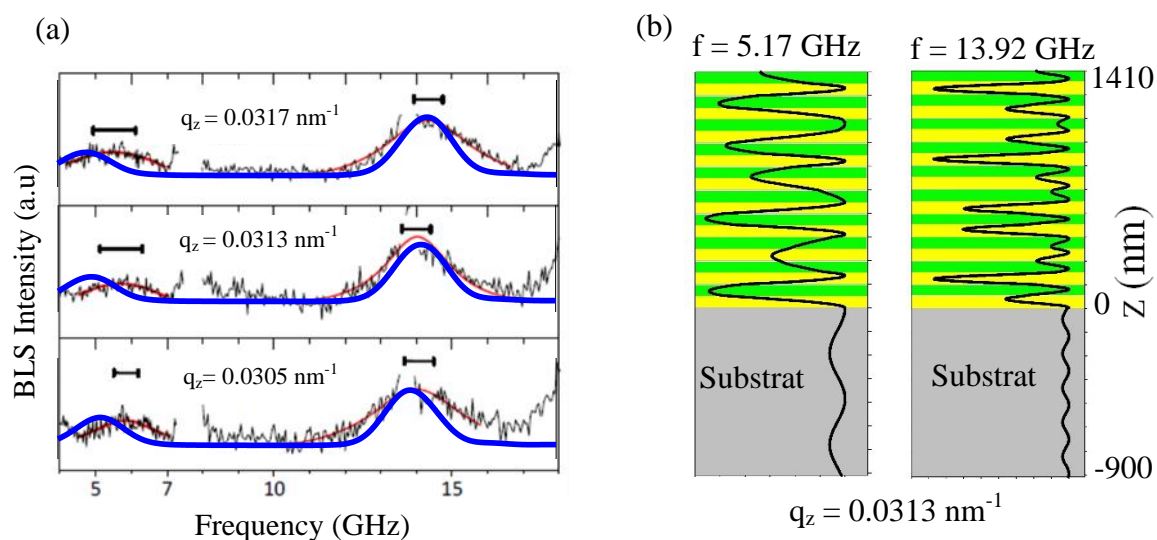 (a)
BLS Intensity (a.u)
q_z = 0.0317 nm⁻¹
q_z = 0.0313 nm⁻¹
q_z= 0.0305 nm⁻¹
5 7 10 15
Frequency (GHz)
(b)
f = 5.17 GHz
f = 13.92 GHz
1410
0
Z (nm)
Substrat
Substrat
-900
q_z = 0.0313 nm⁻¹